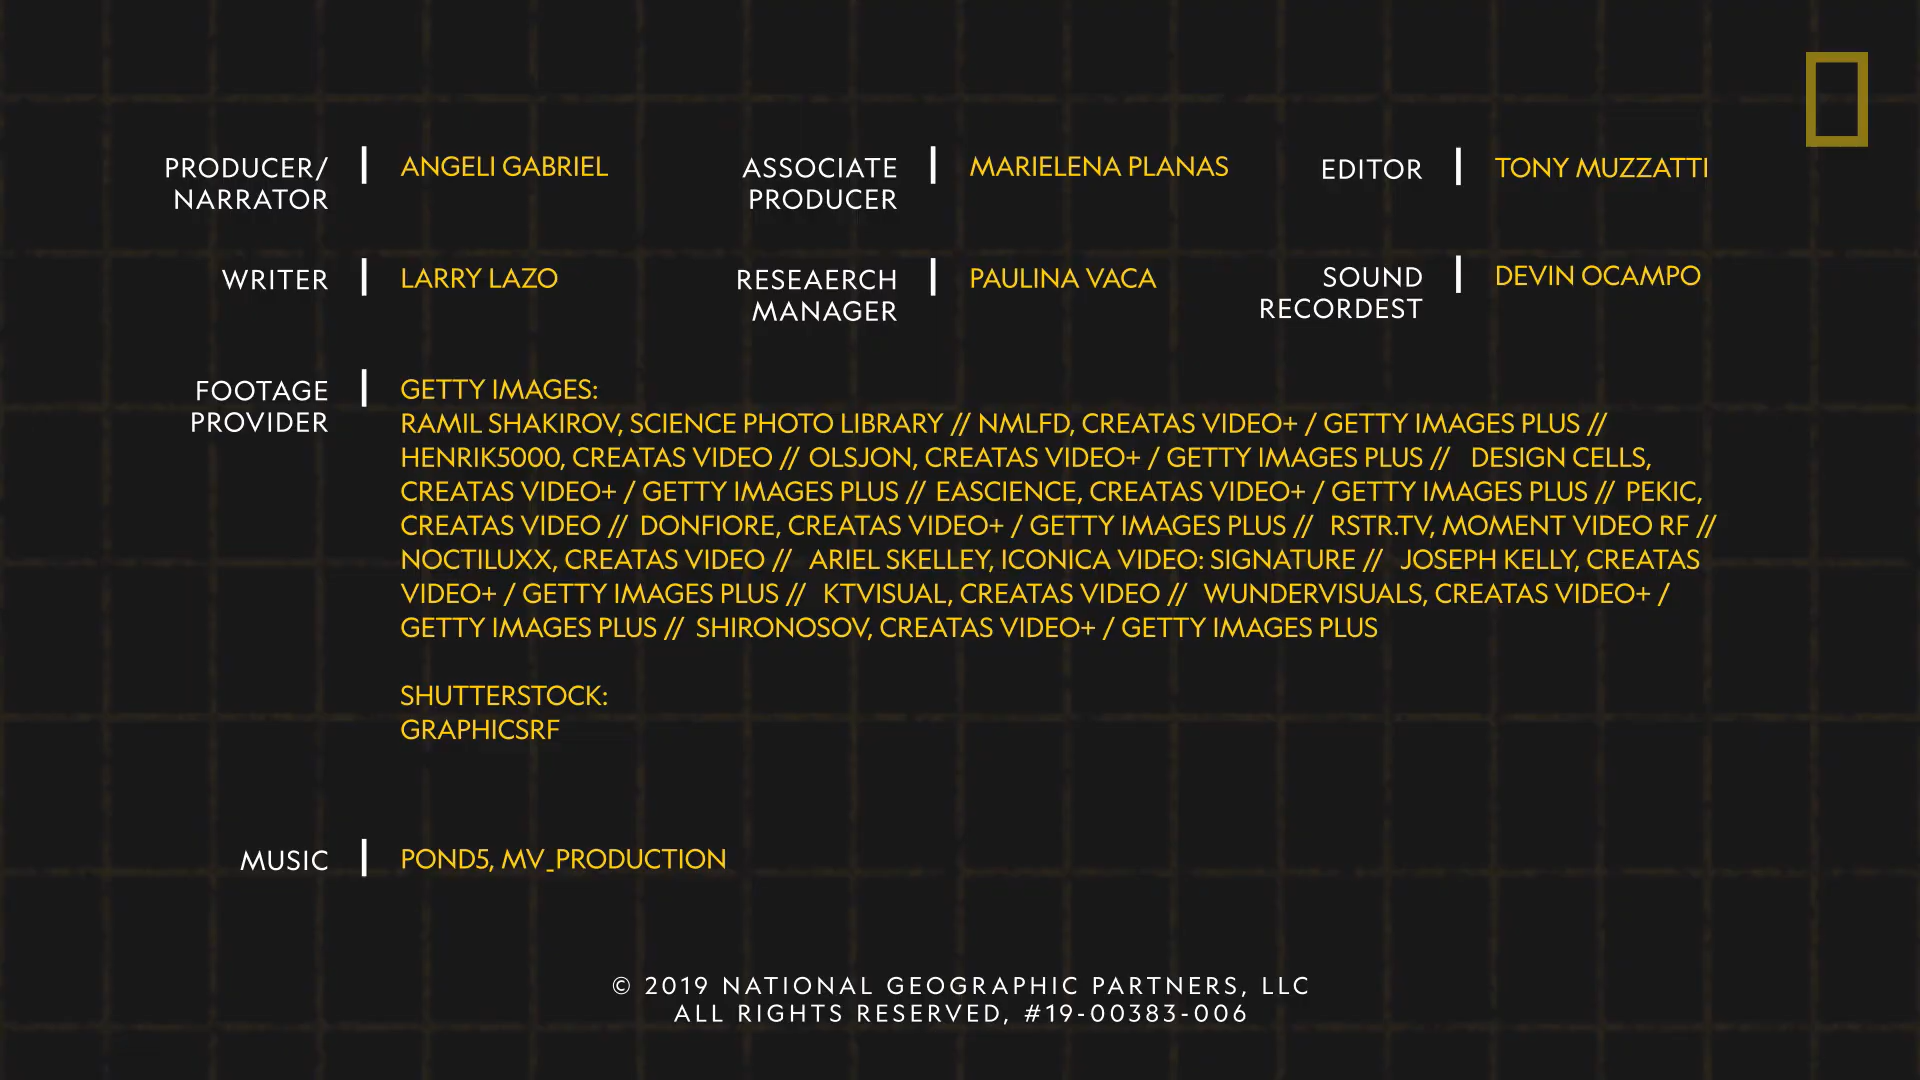 PRODUCER/ NARRATOR | ANGELI GABRIEL
ASSOCIATE PRODUCER | MARIELENA PLANAS
EDITOR | TONY MUZZATTI
WRITER | LARRY LAZO
RESEAERCH MANAGER | PAULINA VACA
SOUND RECORDEST | DEVIN OCAMPO
FOOTAGE PROVIDER | GETTY IMAGES:
RAMIL SHAKIROV, SCIENCE PHOTO LIBRARY // NMLFD, CREATAS VIDEO+ / GETTY IMAGES PLUS //
HENRIK5000, CREATAS VIDEO // OLSJON, CREATAS VIDEO+ / GETTY IMAGES PLUS // DESIGN CELLS,
CREATAS VIDEO+ / GETTY IMAGES PLUS // EASCIENCE, CREATAS VIDEO+ / GETTY IMAGES PLUS // PEKIC,
CREATAS VIDEO // DONFIORE, CREATAS VIDEO+ / GETTY IMAGES PLUS // RSTR.TV, MOMENT VIDEO RF //
NOCTILUXX, CREATAS VIDEO // ARIEL SKELLEY, ICONICA VIDEO: SIGNATURE // JOSEPH KELLY, CREATAS
VIDEO+ / GETTY IMAGES PLUS // KTVISUAL, CREATAS VIDEO // WUNDERVISUALS, CREATAS VIDEO+ /
GETTY IMAGES PLUS // SHIRONOSOV, CREATAS VIDEO+ / GETTY IMAGES PLUS
SHUTTERSTOCK:
GRAPHICSRF
MUSIC | POND5, MV_PRODUCTION
© 2019 NATIONAL GEOGRAPHIC PARTNERS, LLC
ALL RIGHTS RESERVED, #19-00383-006